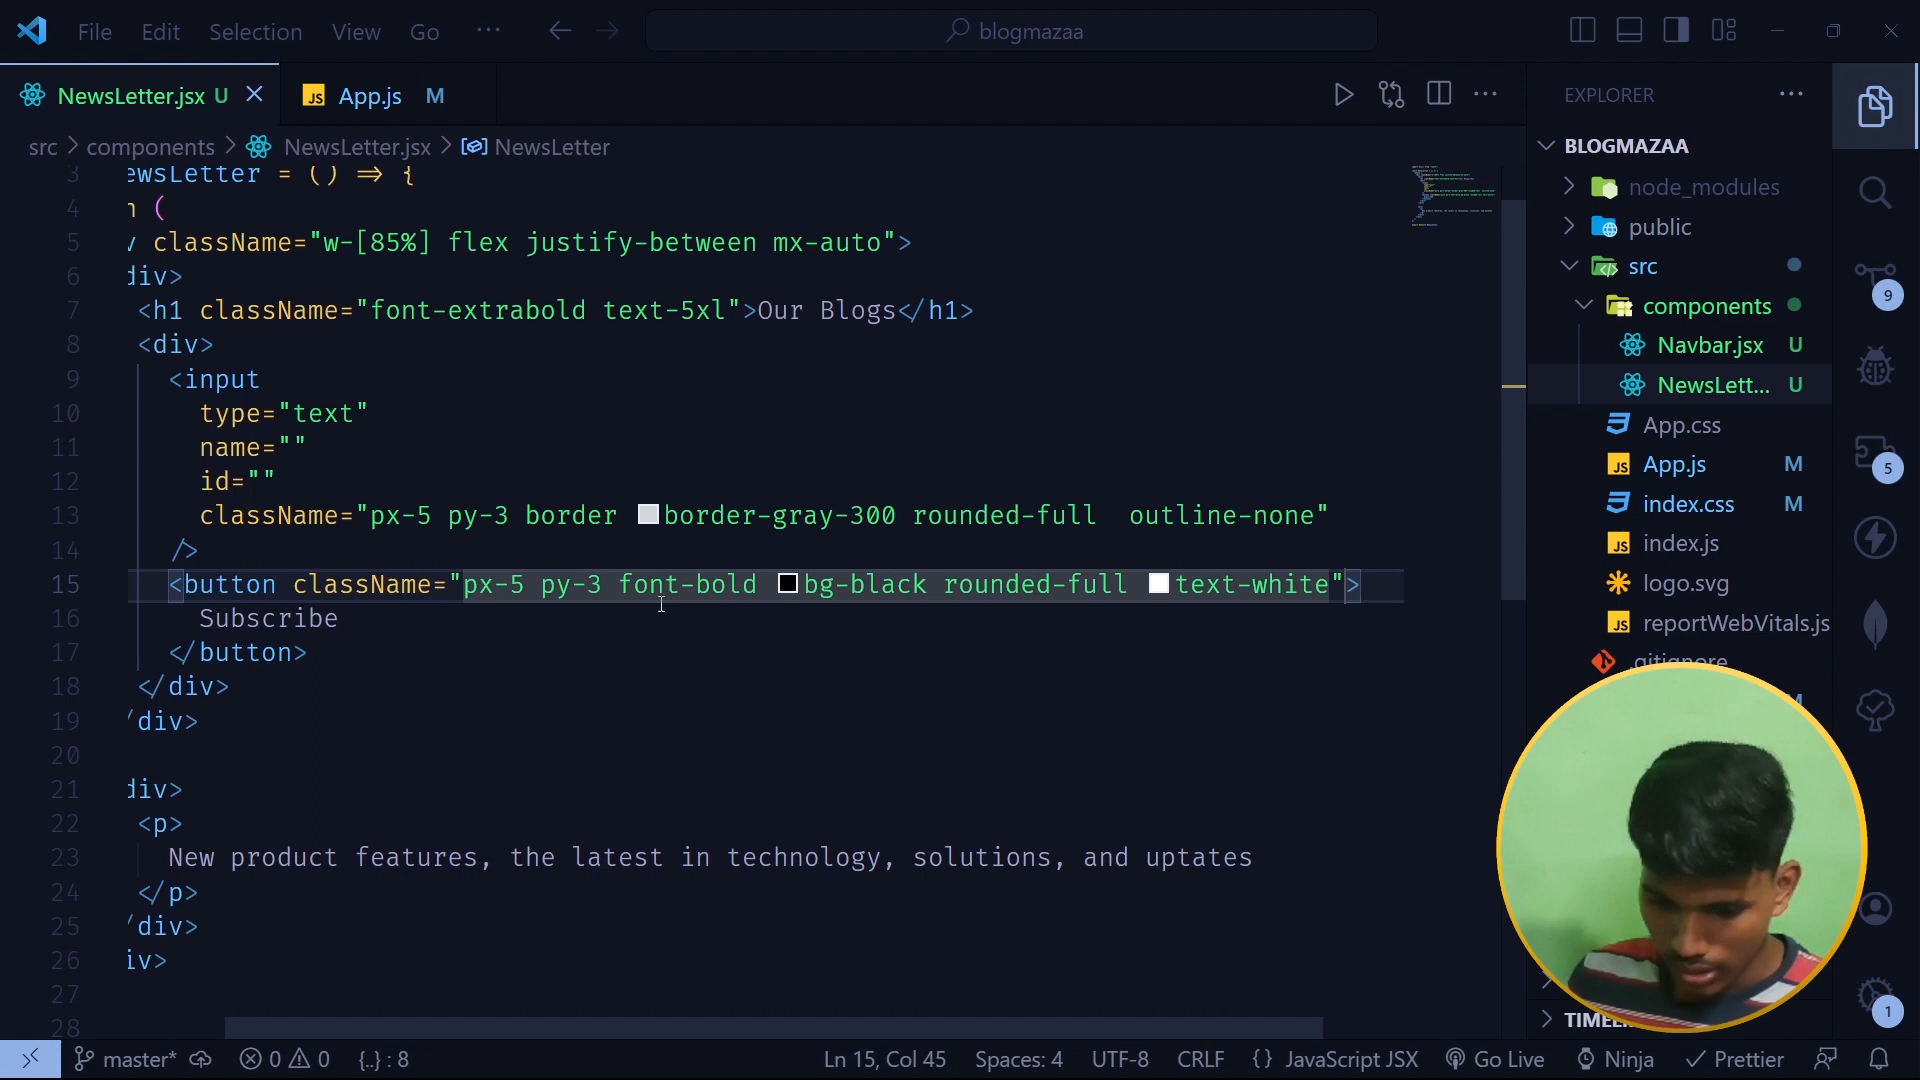 File Edit Selection View Go ··· blogmazaa
NewsLetter.jsx U App.js M
src > components > NewsLetter.jsx > NewsLetter
EXPLORER
BLOGMAZAA
node_modules
public
src
components
Navbar.jsx U
NewsLett... U
App.css
App.js M
index.css M
index.js
logo.svg
reportWebVitals.js
.gitignore
M
TIMEL
9
5
1
3 ewsLetter = () => {
4 n (
5 v className="w-[85%] flex justify-between mx-auto">
6 div>
7 <h1 className="font-extrabold text-5xl">Our Blogs</h1>
8 <div>
9 <input
10 type="text"
11 name=""
12 id=""
13 className="px-5 py-3 border border-gray-300 rounded-full  outline-none"
14 />
15 <button className="px-5 py-3 font-bold bg-black rounded-full text-white">
16 Subscribe
17 </button>
18 </div>
19 /div>
20
21 div>
22 <p>
23 New product features, the latest in technology, solutions, and uptates
24 </p>
25 /div>
26 iv>
27
28
master* 0 0 {..} : 8 Ln 15, Col 45 Spaces: 4 UTF-8 CRLF {} JavaScript JSX Go Live Ninja Prettier